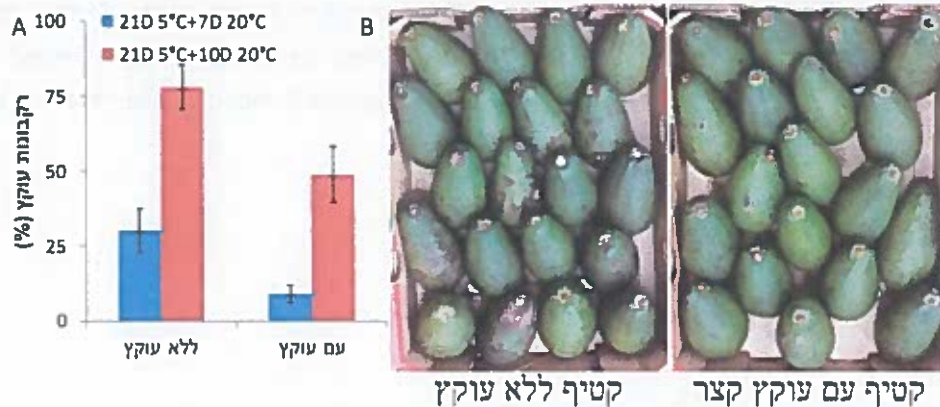 A
21D 5°C+7D 20°C
21D 5°C+10D 20°C
רקבונות עוקץ (%)
100
75
50
25
0
ללא עוקץ
עם עוקץ
B
קטיף ללא עוקץ
קטיף עם עוקץ קצר